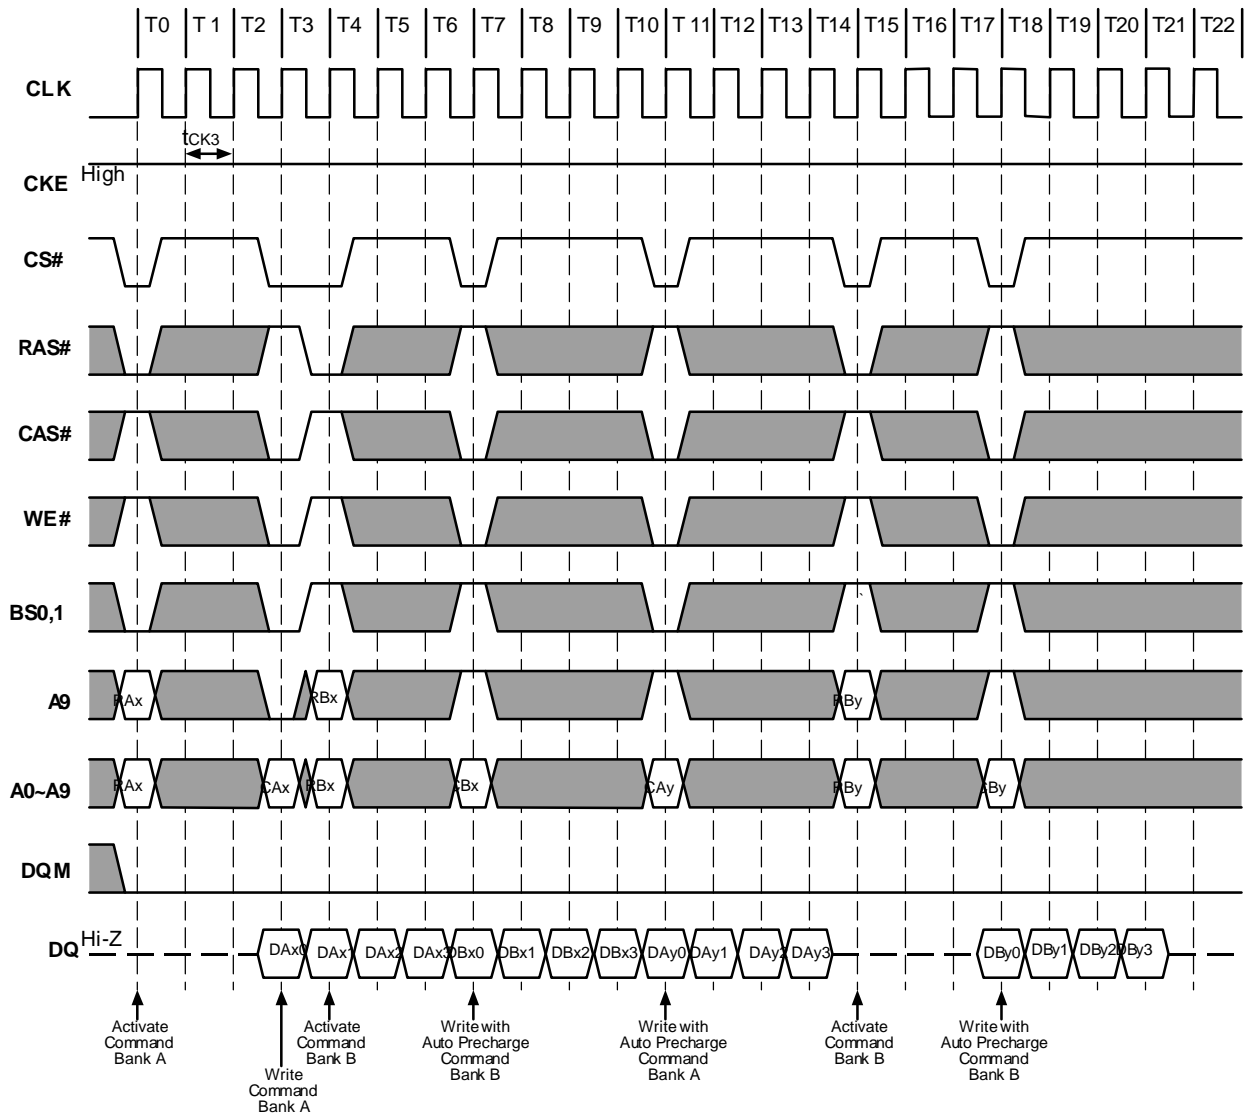 T0 T 1 T2 T3 T4 T5 T6 T7 T8 T9 T10 T 11 T12 T13 T14 T15 T16 T17 T18 T19 T20 T21 T22
CLK
tCK3
CKE High
CS#
RAS#
CAS#
WE#
BS0,1
A9 RAx RBx RBy
A0~A9 RAx CAx RBx CBx CAy RBy CBy
DQM
DQ Hi-Z DAx0 DAx1 DAx2 DAx3 DBx0 DBx1 DBx2 DBx3 DAy0 DAy1 DAy2 DAy3 DBy0 DBy1 DBy2 DBy3
Activate
Command
Bank A
Write
Command
Bank A
Activate
Command
Bank B
Write with
Auto Precharge
Command
Bank B
Write with
Auto Precharge
Command
Bank A
Activate
Command
Bank B
Write with
Auto Precharge
Command
Bank B